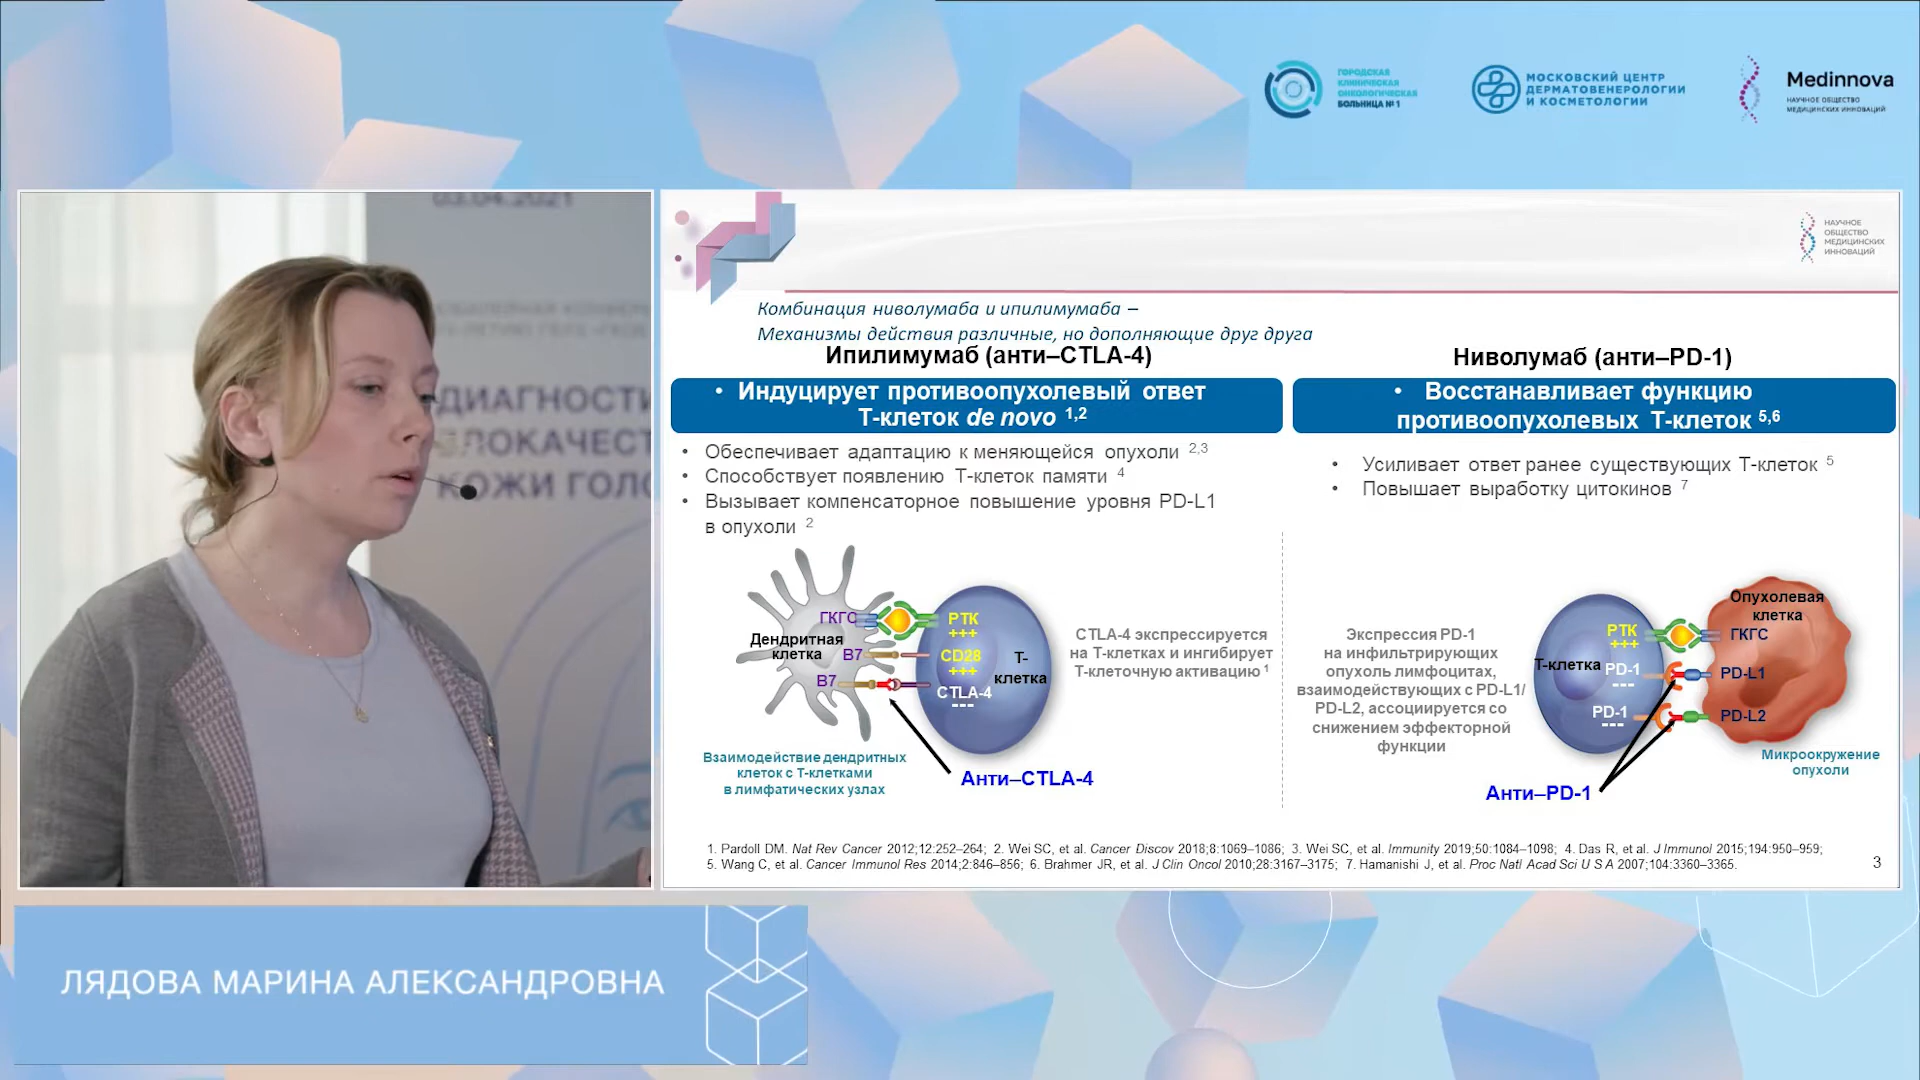 ГОРОДСКАЯ
КЛИНИЧЕСКАЯ
ОНКОЛОГИЧЕСКАЯ
БОЛЬНИЦА №1
МОСКОВСКИЙ ЦЕНТР
ДЕРМАТОВЕНЕРОЛОГИИ
И КОСМЕТОЛОГИИ
Medinnova
НАУЧНОЕ ОБЩЕСТВО
МЕДИЦИНСКИХ ИННОВАЦИЙ
03.04.2021
ДИАГНОСТИ
ЛОКАЧЕСТ
КОЖИ ГОЛО
НАУЧНОЕ
ОБЩЕСТВО
МЕДИЦИНСКИХ
ИННОВАЦИЙ
Комбинация ниволумаба и ипилимумаба –
Механизмы действия различные, но дополняющие друг друга
Ипилимумаб (анти–CTLA-4)
• Индуцирует противоопухолевый ответ
Т-клеток de novo 1,2
• Обеспечивает адаптацию к меняющейся опухоли 2,3
• Способствует появлению Т-клеток памяти 4
• Вызывает компенсаторное повышение уровня PD-L1
в опухоли 2
ГКГС
РТК
+++
Дендритная
клетка
B7
CD28
+++
Т-
клетка
B7
CTLA-4
---
CTLA-4 экспрессируется
на Т-клетках и ингибирует
Т-клеточную активацию 1
Взаимодействие дендритных
клеток с Т-клетками
в лимфатических узлах
Анти–CTLA-4
Ниволумаб (анти–PD-1)
• Восстанавливает функцию
противоопухолевых Т-клеток 5,6
• Усиливает ответ ранее существующих Т-клеток 5
• Повышает выработку цитокинов 7
Экспрессия PD-1
на инфильтрирующих
опухоль лимфоцитах,
взаимодействующих с PD-L1/
PD-L2, ассоциируется со
снижением эффекторной
функции
Опухолевая
клетка
РТК
+++
ГКГС
Т-клетка
PD-1
---
PD-L1
PD-1
---
PD-L2
Микроокружение
опухоли
Анти–PD-1
1. Pardoll DM. Nat Rev Cancer 2012;12:252–264; 2. Wei SC, et al. Cancer Discov 2018;8:1069–1086; 3. Wei SC, et al. Immunity 2019;50:1084–1098; 4. Das R, et al. J Immunol 2015;194:950–959;
5. Wang C, et al. Cancer Immunol Res 2014;2:846–856; 6. Brahmer JR, et al. J Clin Oncol 2010;28:3167–3175; 7. Hamanishi J, et al. Proc Natl Acad Sci U S A 2007;104:3360–3365.
3
ЛЯДОВА МАРИНА АЛЕКСАНДРОВНА